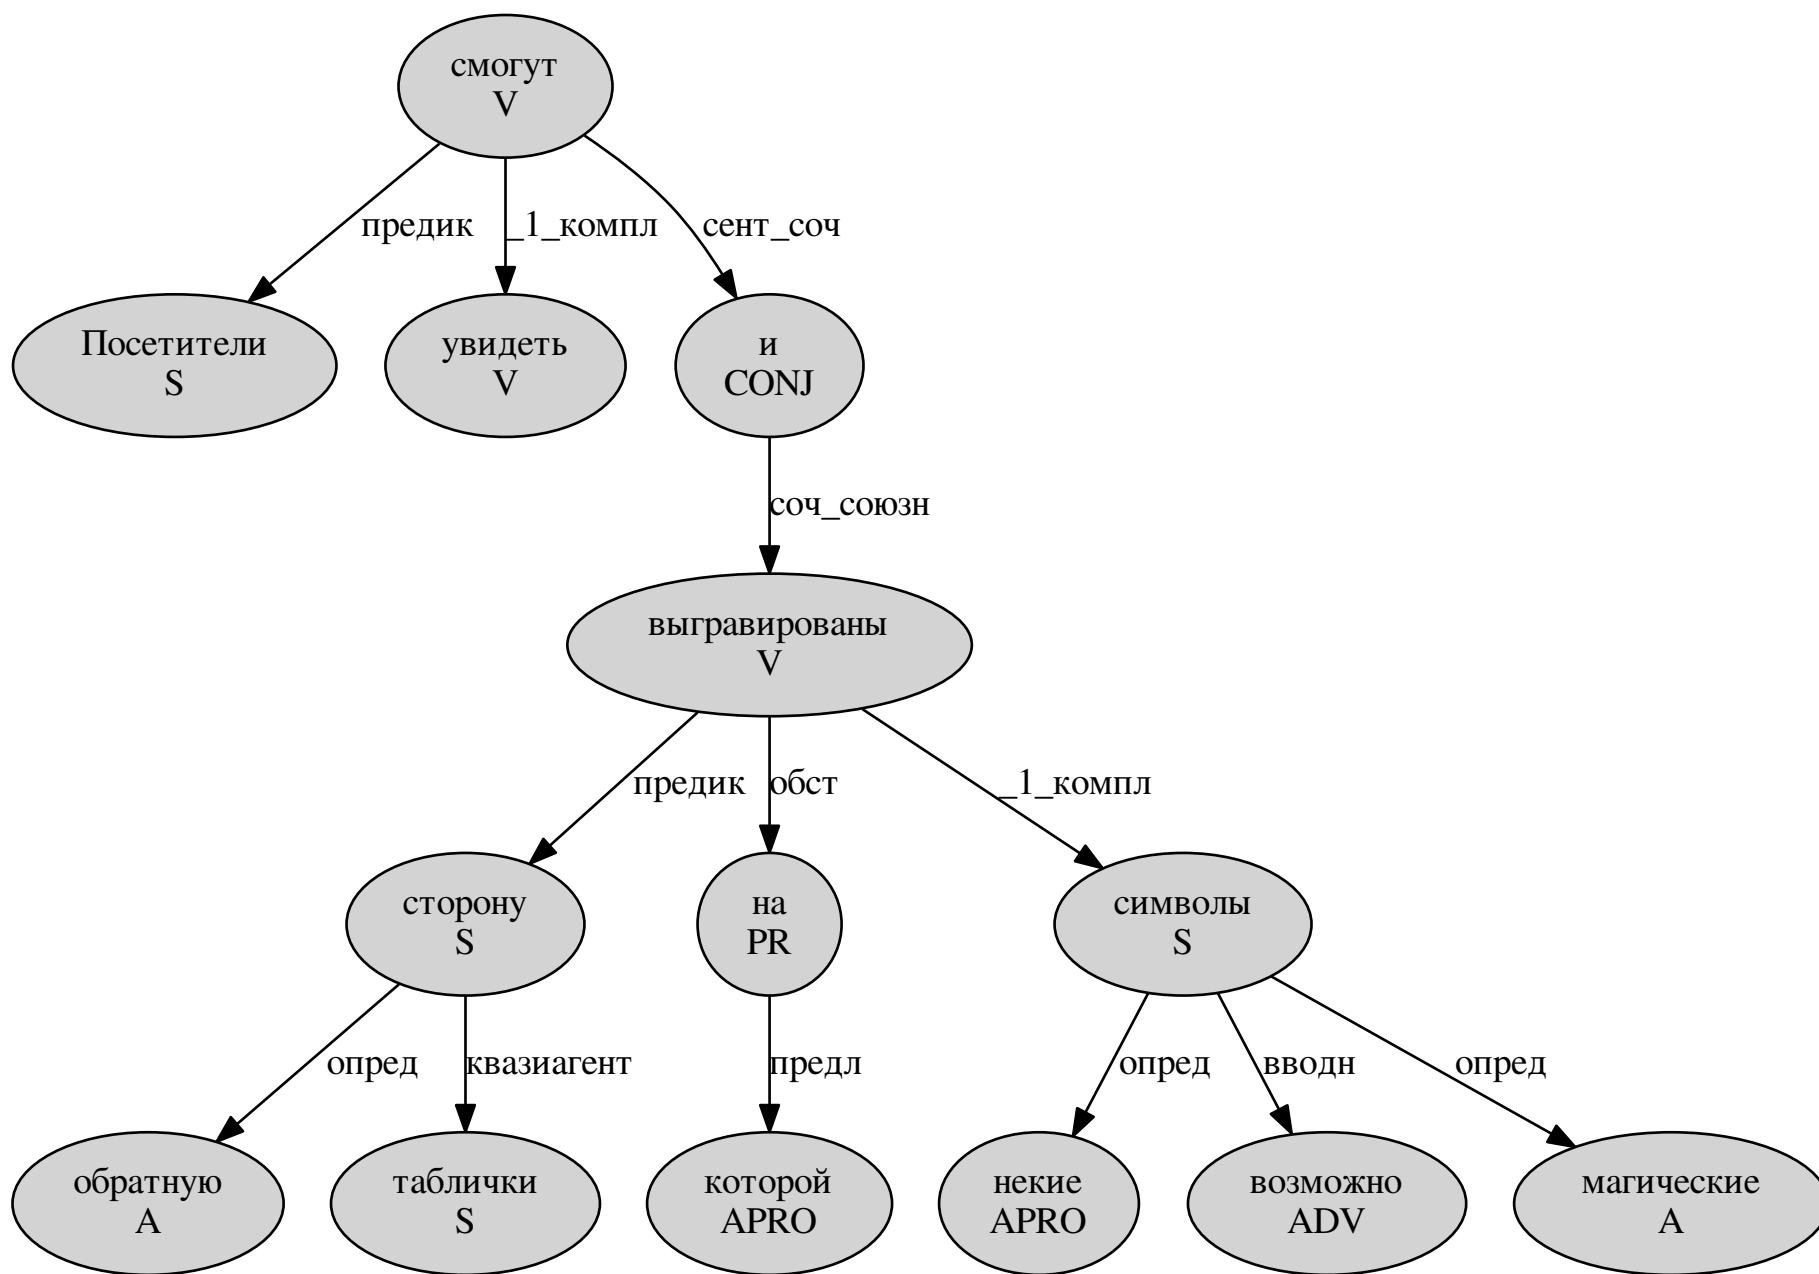 смогут
V
предик
_1_компл
сент_соч
Посетители
S
увидеть
V
и
CONJ
соч_союзн
выгравированы
V
предик
обст
_1_компл
сторону
S
на
PR
символы
S
опред
квазиагент
предл
опред
вводн
опред
обратную
A
таблички
S
которой
APRO
некие
APRO
возможно
ADV
магические
A